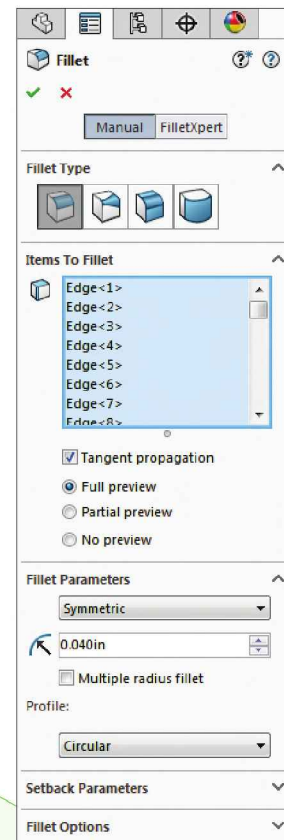 Fillet
Manual FilletXpert
Fillet Type
Items To Fillet
Edge<1>
Edge<2>
Edge<3>
Edge<4>
Edge<5>
Edge<6>
Edge<7>
Edge<8>
Tangent propagation
Full preview
Partial preview
No preview
Fillet Parameters
Symmetric
0.040in
Multiple radius fillet
Profile:
Circular
Setback Parameters
Fillet Options